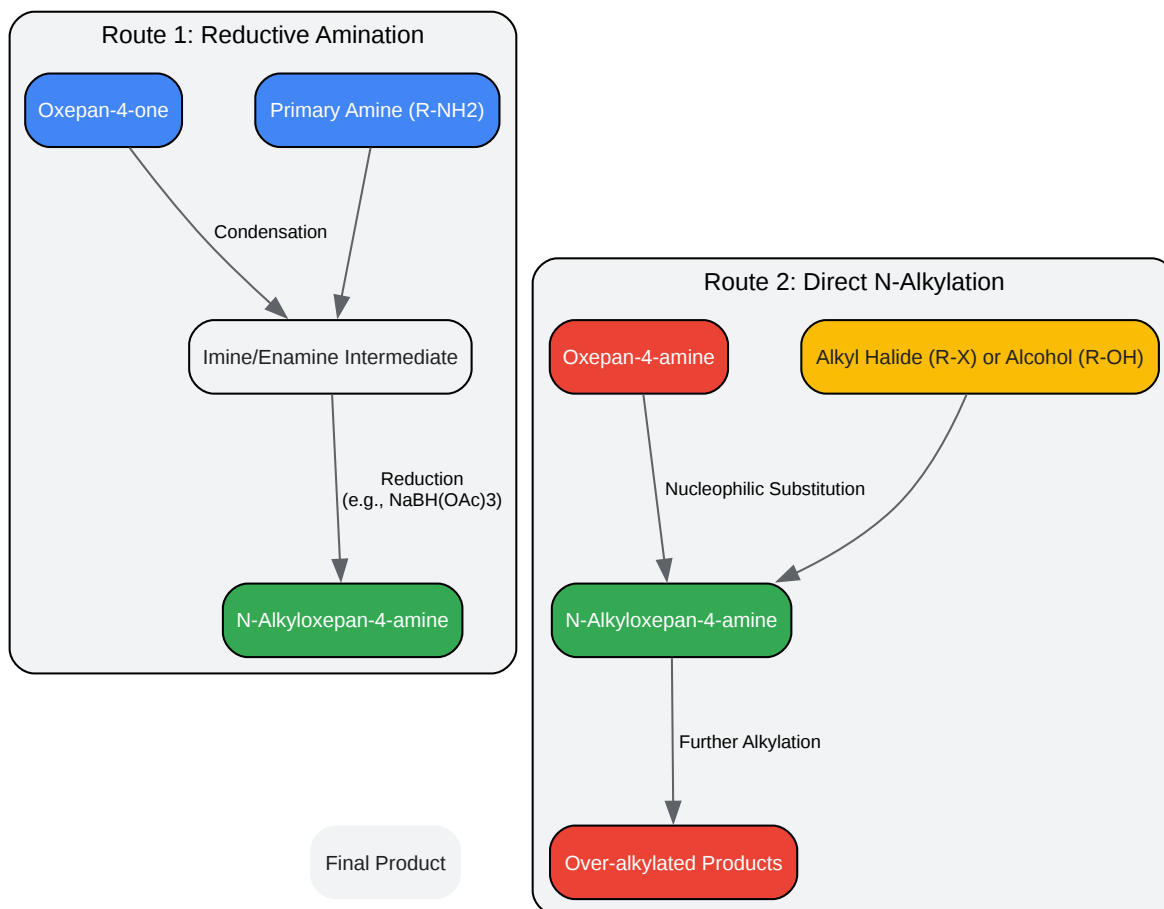 Route 1: Reductive Amination
Oxepan-4-one
Primary Amine (R-NH2)
Condensation
Imine/Enamine Intermediate
Reduction
(e.g., NaBH(OAc)3)
N-Alkyloxepan-4-amine
Route 2: Direct N-Alkylation
Oxepan-4-amine
Alkyl Halide (R-X) or Alcohol (R-OH)
Nucleophilic Substitution
N-Alkyloxepan-4-amine
Further Alkylation
Over-alkylated Products
Final Product